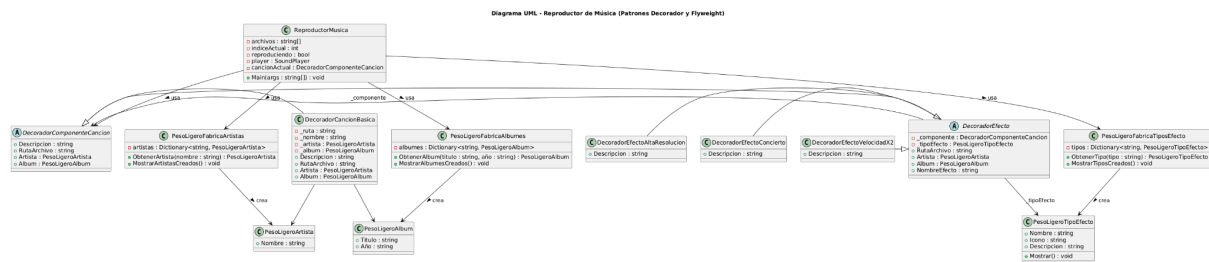 Diagrama UML - Reproductor de Música (Patrones Decorador y Flyweight)
C ReproductorMusica
archivos : string[]
indiceActual : int
reproduciendo : bool
player : SoundPlayer
cancionActual : DecoradorComponenteCancion
Main(args : string[]) : void
usa
usa
_componente
usa
usa
A DecoradorComponenteCancion
Descripcion : string
RutaArchivo : string
Artista : PesoLigeroArtista
Album : PesoLigeroAlbum
C PesoLigeroFabricaArtistas
artistas : Dictionary<string, PesoLigeroArtista>
ObtenerArtista(nombre : string) : PesoLigeroArtista
MostrarArtistasCreados() : void
C DecoradorCancionBasica
_ruta : string
_nombre : string
_artista : PesoLigeroArtista
_album : PesoLigeroAlbum
Descripcion : string
RutaArchivo : string
Artista : PesoLigeroArtista
Album : PesoLigeroAlbum
C PesoLigeroFabricaAlbumes
albumes : Dictionary<string, PesoLigeroAlbum>
ObtenerAlbum(titulo : string, año : string) : PesoLigeroAlbum
MostrarAlbumesCreados() : void
C DecoradorEfectoAltaResolucion
Descripcion : string
C DecoradorEfectoConcierto
Descripcion : string
C DecoradorEfectoVelocidadX2
Descripcion : string
A DecoradorEfecto
_componente : DecoradorComponenteCancion
_tipoEfecto : PesoLigeroTipoEfecto
RutaArchivo : string
Artista : PesoLigeroArtista
Album : PesoLigeroAlbum
NombreEfecto : string
C PesoLigeroFabricaTiposEfecto
tipos : Dictionary<string, PesoLigeroTipoEfecto>
ObtenerTipo(tipo : string) : PesoLigeroTipoEfecto
MostrarTiposCreados() : void
crea
crea
_tipoEfecto
crea
C PesoLigeroArtista
Nombre : string
C PesoLigeroAlbum
Titulo : string
Año : string
C PesoLigeroTipoEfecto
Nombre : string
Icono : string
Descripcion : string
Mostrar() : void